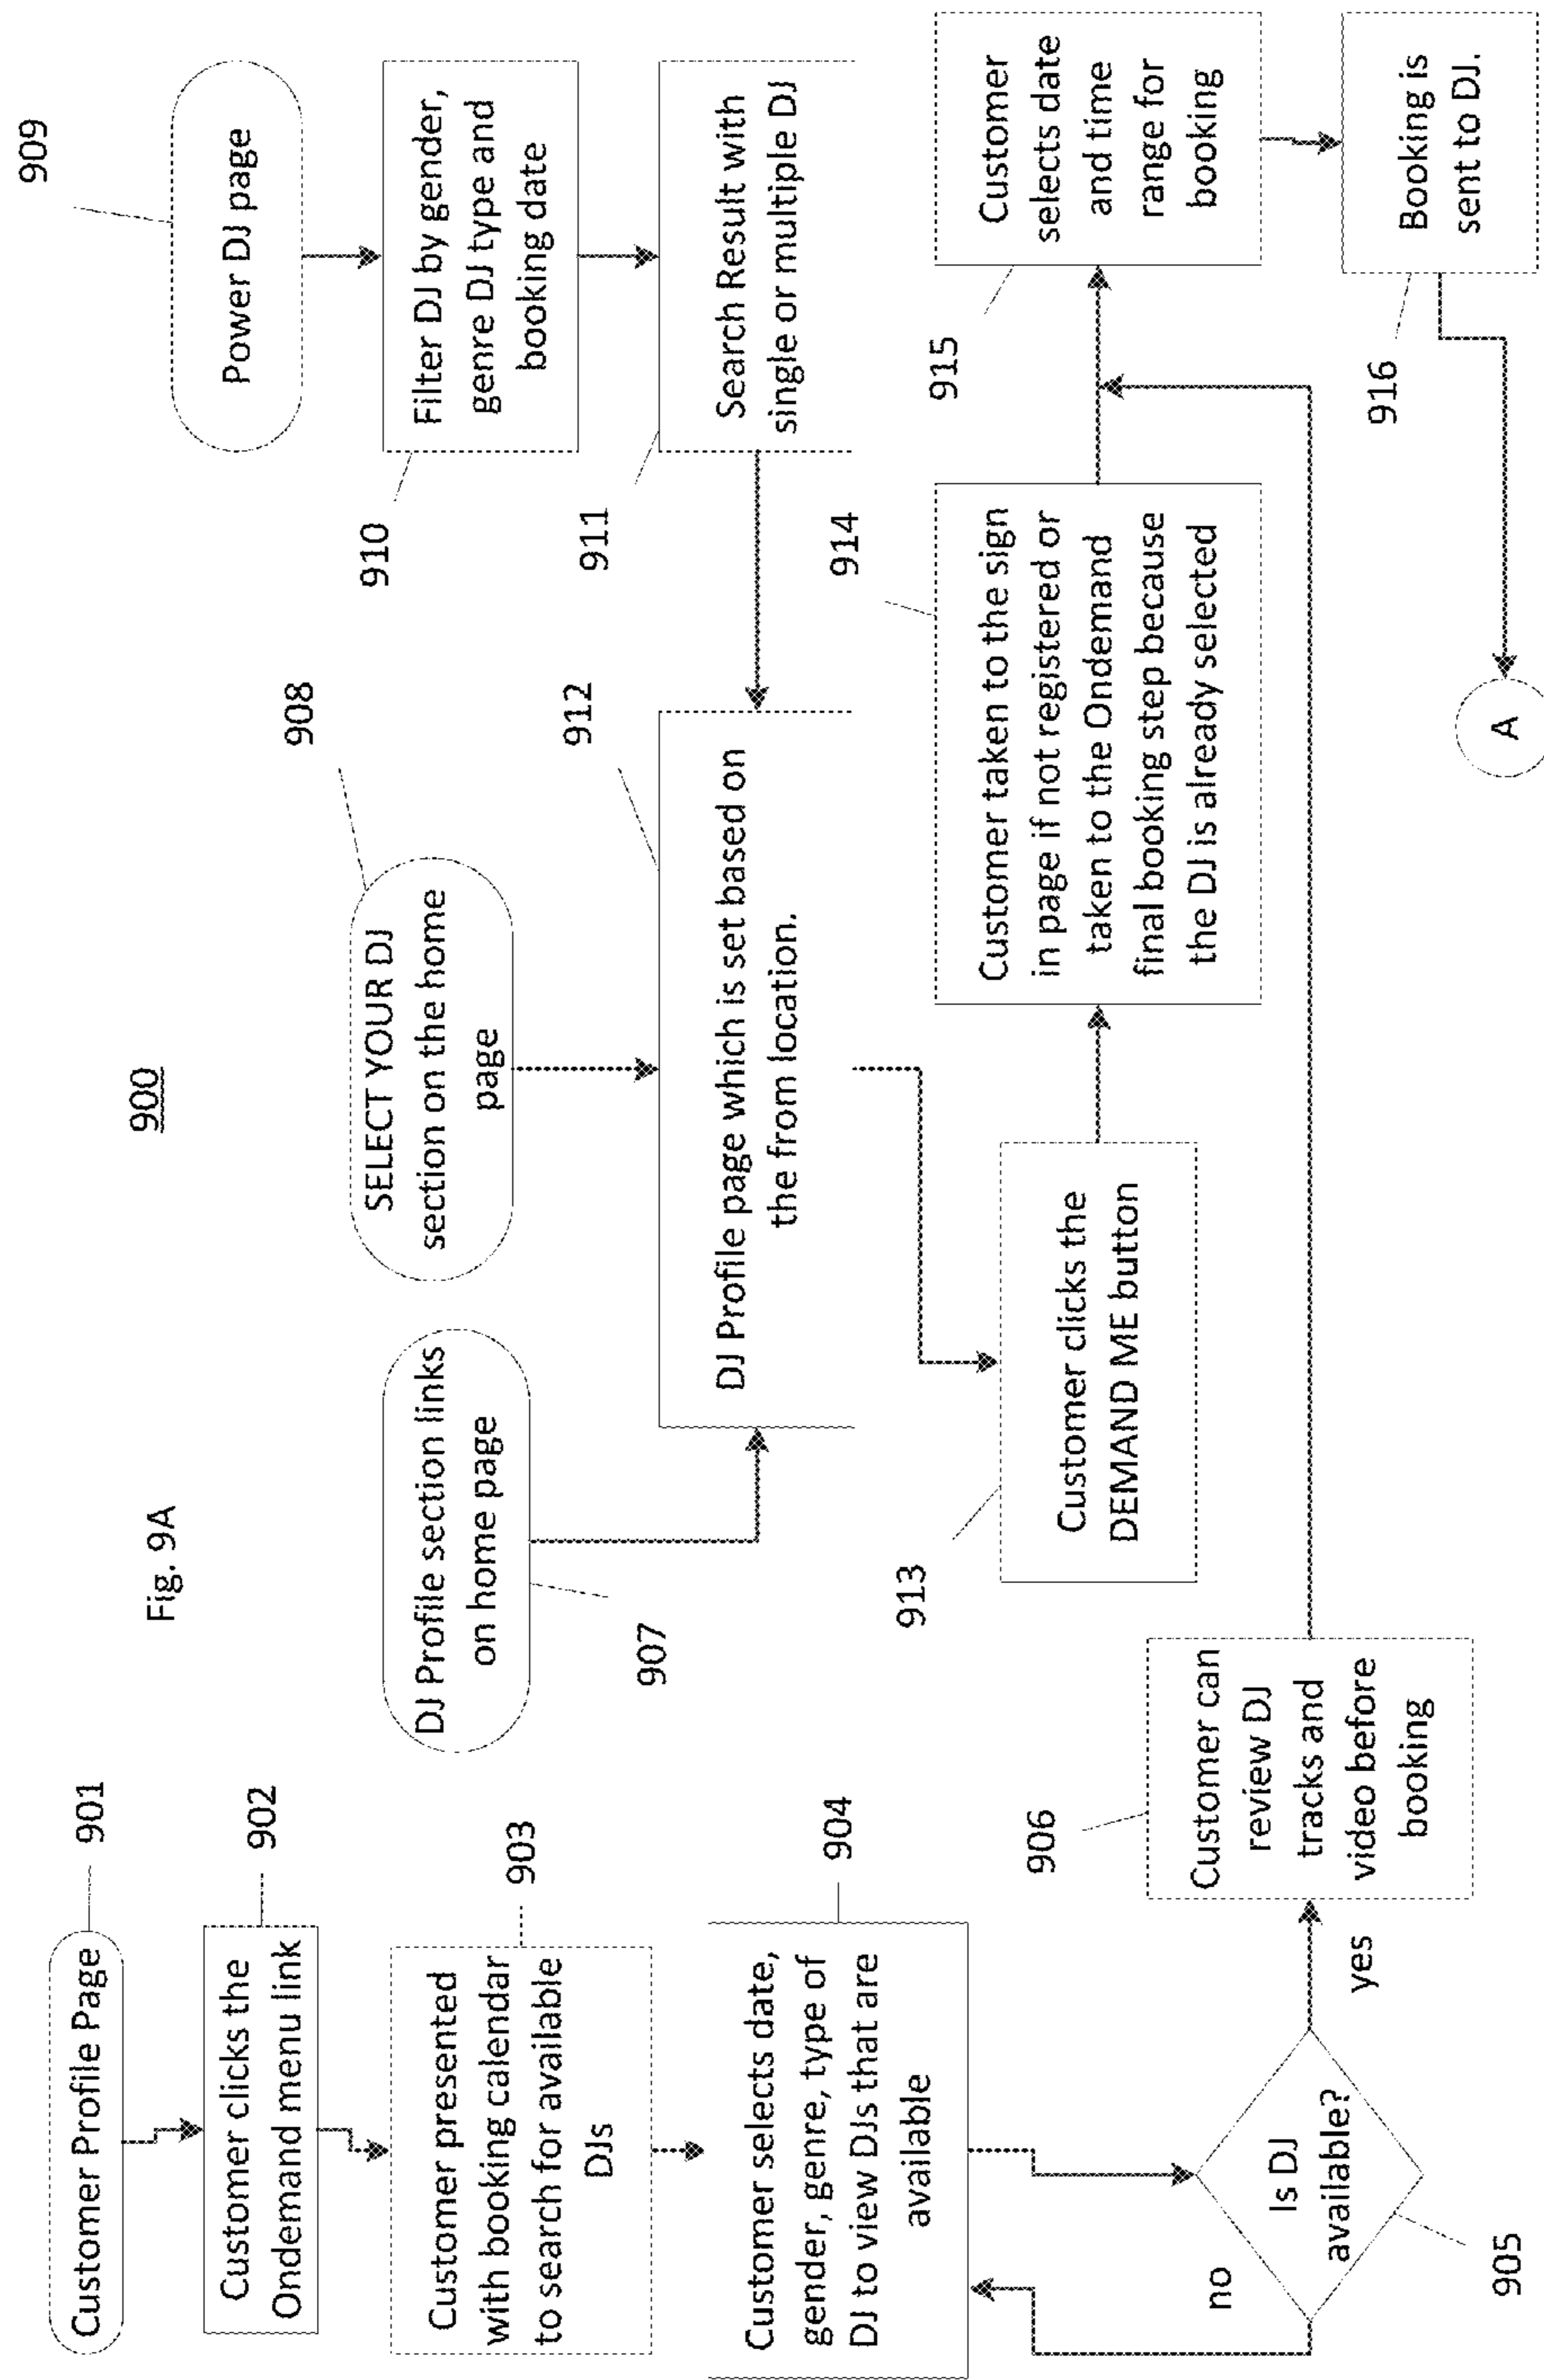 Fig. 9A
900
901
Customer Profile Page
902
Customer clicks the
Ondemand menu link
903
Customer presented
with booking calendar
to search for available
DJs
904
Customer selects date,
gender, genre, type of
DJ to view DJs that are
available
Is DJ
available?
905
no
yes
906
Customer can
review DJ
tracks and
video before
booking
DJ Profile section links
on home page
907
SELECT YOUR DJ
section on the home
page
908
909
Power DJ page
910
Filter DJ by gender,
genre DJ type and
booking date
911
Search Result with
single or multiple DJ
912
DJ Profile page which is set based on
the from location.
913
Customer clicks the
DEMAND ME button
914
Customer taken to the sign
in page if not registered or
taken to the Ondemand
final booking step because
the DJ is already selected
915
Customer
selects date
and time
range for
booking
916
Booking is
sent to DJ.
A